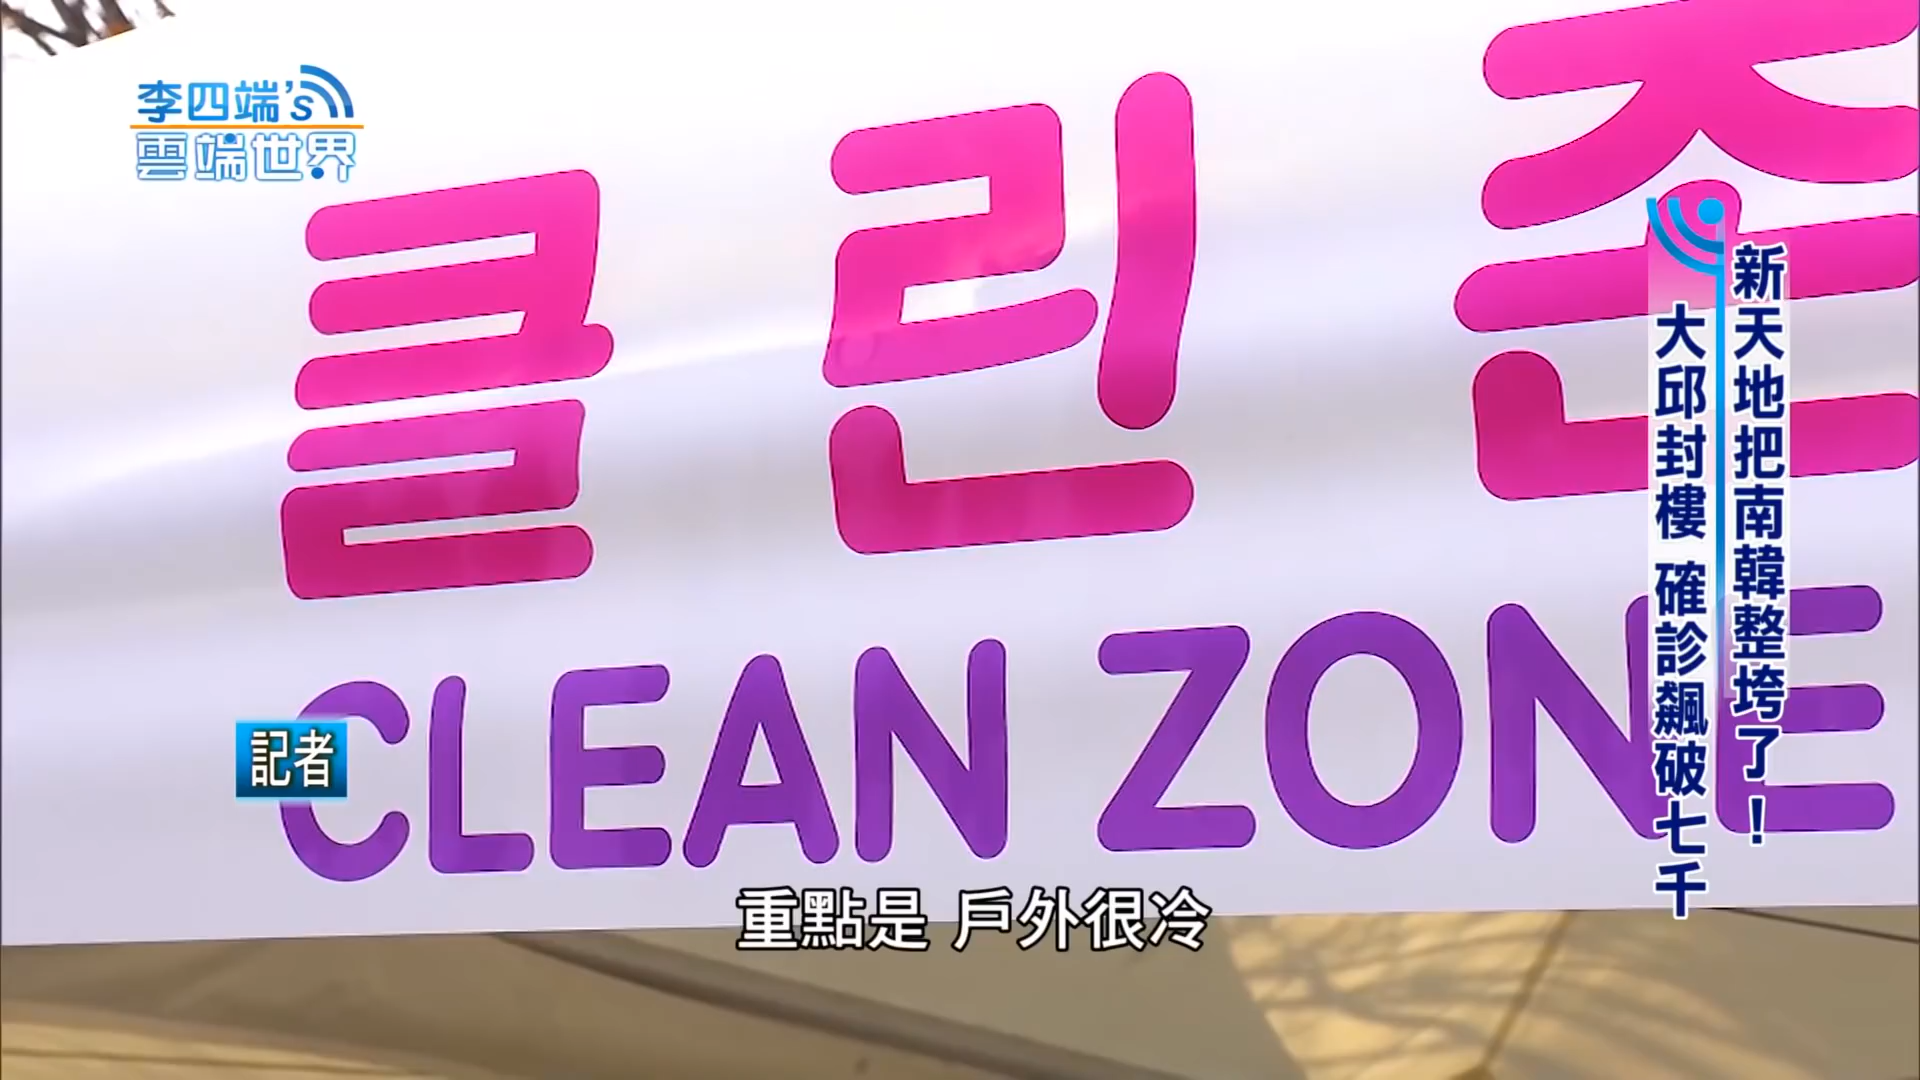 李四端's
雲端世界
클린존
CLEAN ZONE
新天地把南韓整垮了！
大邱封樓 確診飆破七千
記者
重點是 戶外很冷